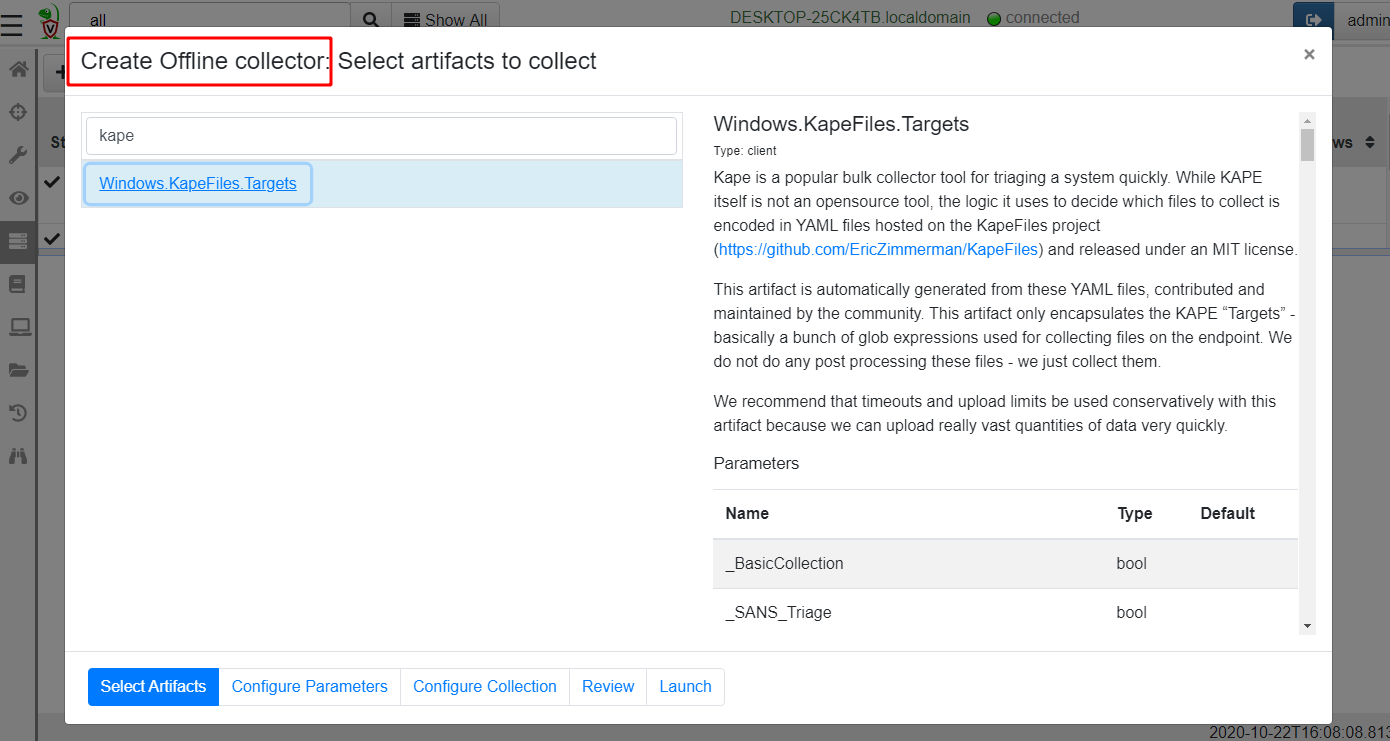 all
Show All
DESKTOP-25CK4TB.localdomain
connected
admin
Create Offline collector: Select artifacts to collect
×
kape
Windows.KapeFiles.Targets
Windows.KapeFiles.Targets
Type: client
Kape is a popular bulk collector tool for triaging a system quickly. While KAPE
itself is not an opensource tool, the logic it uses to decide which files to collect is
encoded in YAML files hosted on the KapeFiles project
(https://github.com/EricZimmerman/KapeFiles) and released under an MIT license.
This artifact is automatically generated from these YAML files, contributed and
maintained by the community. This artifact only encapsulates the KAPE “Targets” -
basically a bunch of glob expressions used for collecting files on the endpoint. We
do not do any post processing these files - we just collect them.
We recommend that timeouts and upload limits be used conservatively with this
artifact because we can upload really vast quantities of data very quickly.
Parameters
Name Type Default
_BasicCollection bool
_SANS_Triage bool
St
ws
Select Artifacts Configure Parameters Configure Collection Review Launch
2020-10-22T16:08:08.813